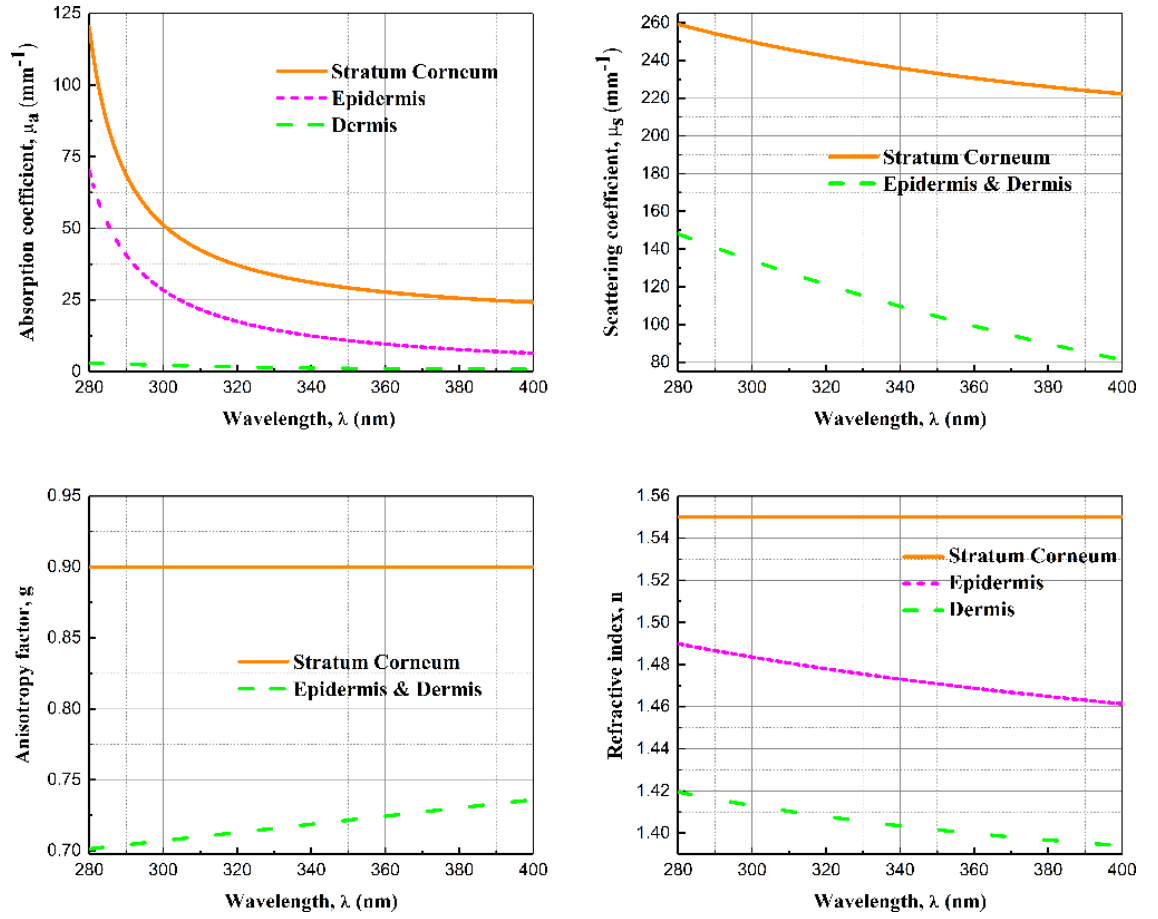 Absorption coefficient, μa (mm⁻¹)
125
100
75
50
25
0
Stratum Corneum
Epidermis
Dermis
280 300 320 340 360 380 400
Wavelength, λ (nm)
Scattering coefficient, μs (mm⁻¹)
260
240
220
200
180
160
140
120
100
80
Stratum Corneum
Epidermis & Dermis
280 300 320 340 360 380 400
Wavelength, λ (nm)
Anisotropy factor, g
0.95
0.90
0.85
0.80
0.75
0.70
Stratum Corneum
Epidermis & Dermis
280 300 320 340 360 380 400
Wavelength, λ (nm)
Refractive index, n
1.56
1.54
1.52
1.50
1.48
1.46
1.44
1.42
1.40
Stratum Corneum
Epidermis
Dermis
280 300 320 340 360 380 400
Wavelength, λ (nm)